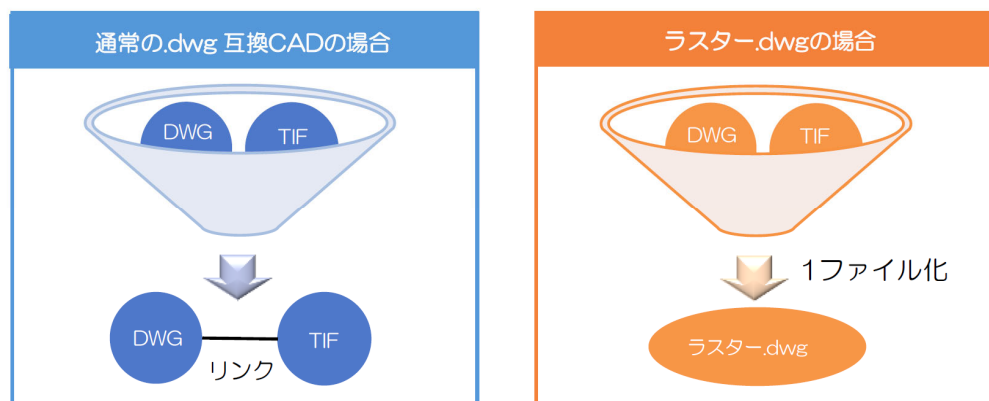 通常の.dwg 互換CADの場合
DWG
TIF
DWG
TIF
リンク
ラスター.dwgの場合
DWG
TIF
1ファイル化
ラスター.dwg